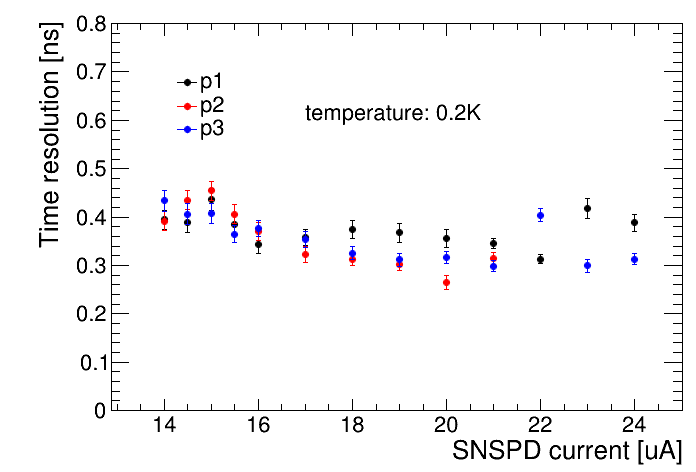 Time resolution [ns]
0.8
0.7
0.6
0.5
0.4
0.3
0.2
0.1
0
p1
p2
p3
temperature: 0.2K
14 16 18 20 22 24
SNSPD current [uA]